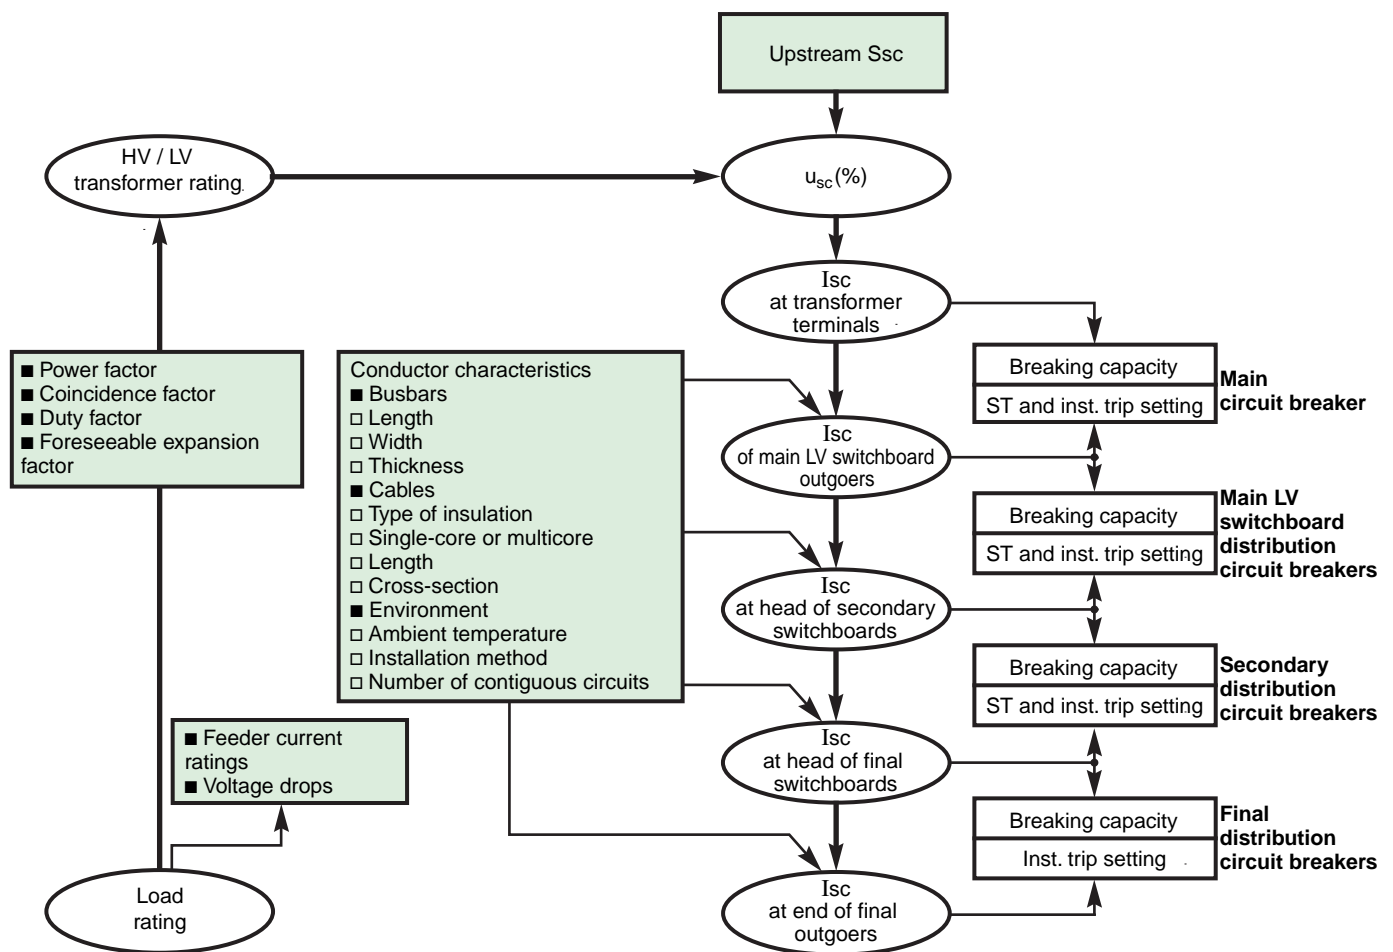 Upstream Ssc
HV / LV
transformer rating
usc(%)
Isc
at transformer
terminals
■ Power factor
■ Coincidence factor
■ Duty factor
■ Foreseeable expansion
factor
Conductor characteristics
■ Busbars
□ Length
□ Width
□ Thickness
■ Cables
□ Type of insulation
□ Single-core or multicore
□ Length
□ Cross-section
■ Environment
□ Ambient temperature
□ Installation method
□ Number of contiguous circuits
Breaking capacity
ST and inst. trip setting
Main
circuit breaker
Isc
of main LV switchboard
outgoers
Breaking capacity
ST and inst. trip setting
Main LV
switchboard
distribution
circuit breakers
Isc
at head of secondary
switchboards
Breaking capacity
ST and inst. trip setting
Secondary
distribution
circuit breakers
■ Feeder current
ratings
■ Voltage drops
Isc
at head of final
switchboards
Breaking capacity
Inst. trip setting
Final
distribution
circuit breakers
Load
rating
Isc
at end of final
outgoers